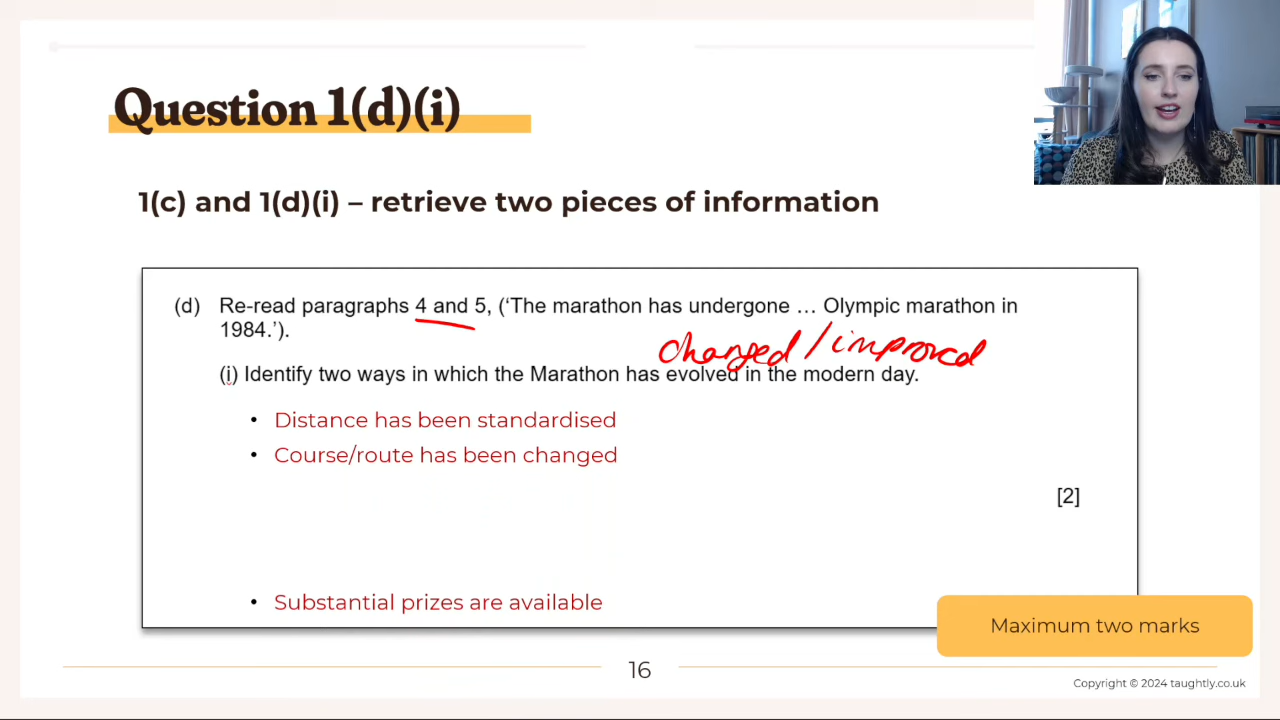 Question 1(d)(i)
1(c) and 1(d)(i) – retrieve two pieces of information
(d) Re-read paragraphs 4 and 5, (‘The marathon has undergone … Olympic marathon in
1984.’).
changed / improved
(i) Identify two ways in which the Marathon has evolved in the modern day.
• Distance has been standardised
• Course/route has been changed
[2]
• Substantial prizes are available
Maximum two marks
16
Copyright © 2024 taughtly.co.uk